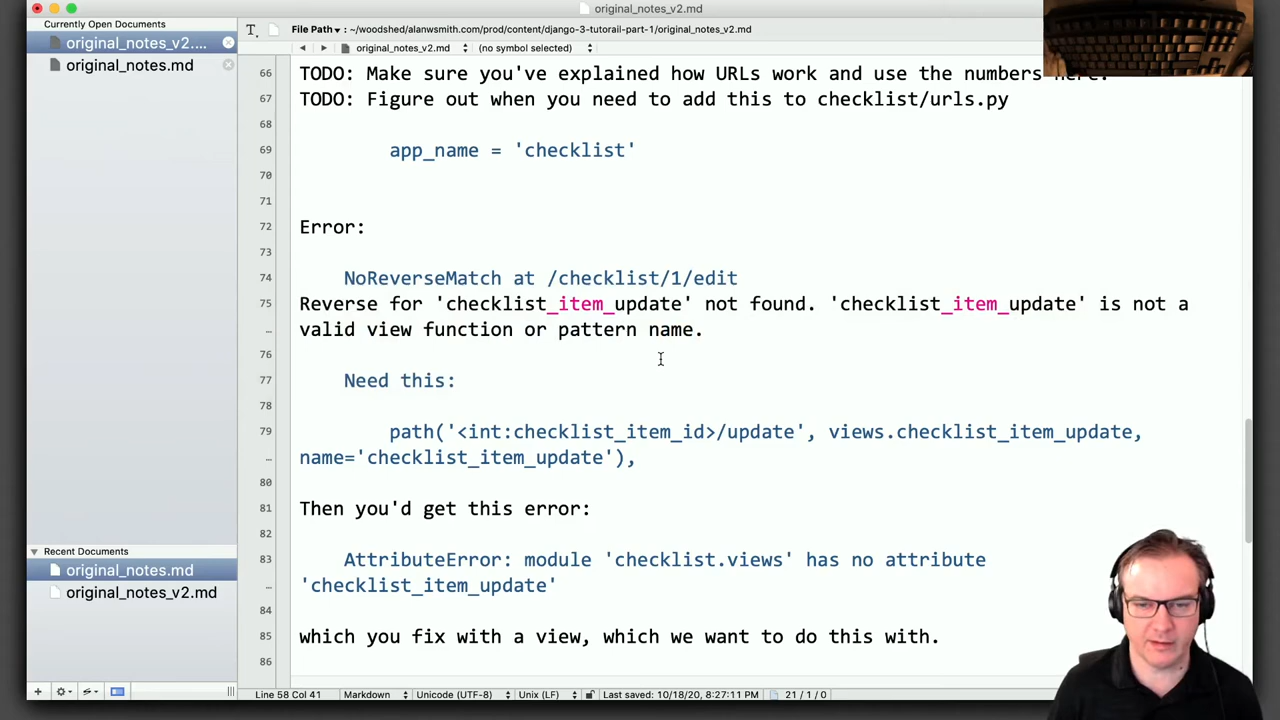 Currently Open Documents
original_notes_v2....
original_notes.md
Recent Documents
original_notes.md
original_notes_v2.md
original_notes_v2.md
T.
File Path ▾ : ~/woodshed/alanwsmith.com/prod/content/django-3-tutorail-part-1/original_notes_v2.md
original_notes_v2.md
(no symbol selected)
66 TODO: Make sure you've explained how URLs work and use the numbers here.
67 TODO: Figure out when you need to add this to checklist/urls.py
68
69 app_name = 'checklist'
70
71
72 Error:
73
74 NoReverseMatch at /checklist/1/edit
75 Reverse for 'checklist_item_update' not found. 'checklist_item_update' is not a
valid view function or pattern name.
76
77 Need this:
78
79 path('<int:checklist_item_id>/update', views.checklist_item_update,
name='checklist_item_update'),
80
81 Then you'd get this error:
82
83 AttributeError: module 'checklist.views' has no attribute
'checklist_item_update'
84
85 which you fix with a view, which we want to do this with.
86
Line 58 Col 41
Markdown
Unicode (UTF-8)
Unix (LF)
Last saved: 10/18/20, 8:27:11 PM
21 / 1 / 0